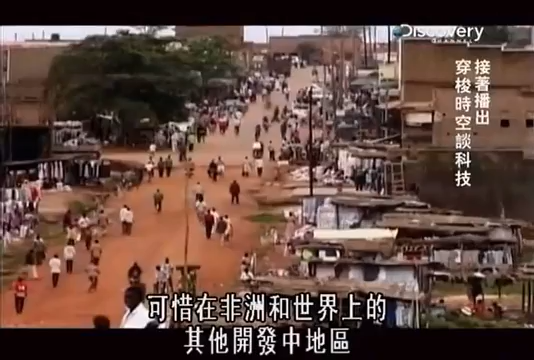 Discovery
CHANNEL
接著播出
穿梭時空談科技
可惜在非洲和世界上的
其他開發中地區